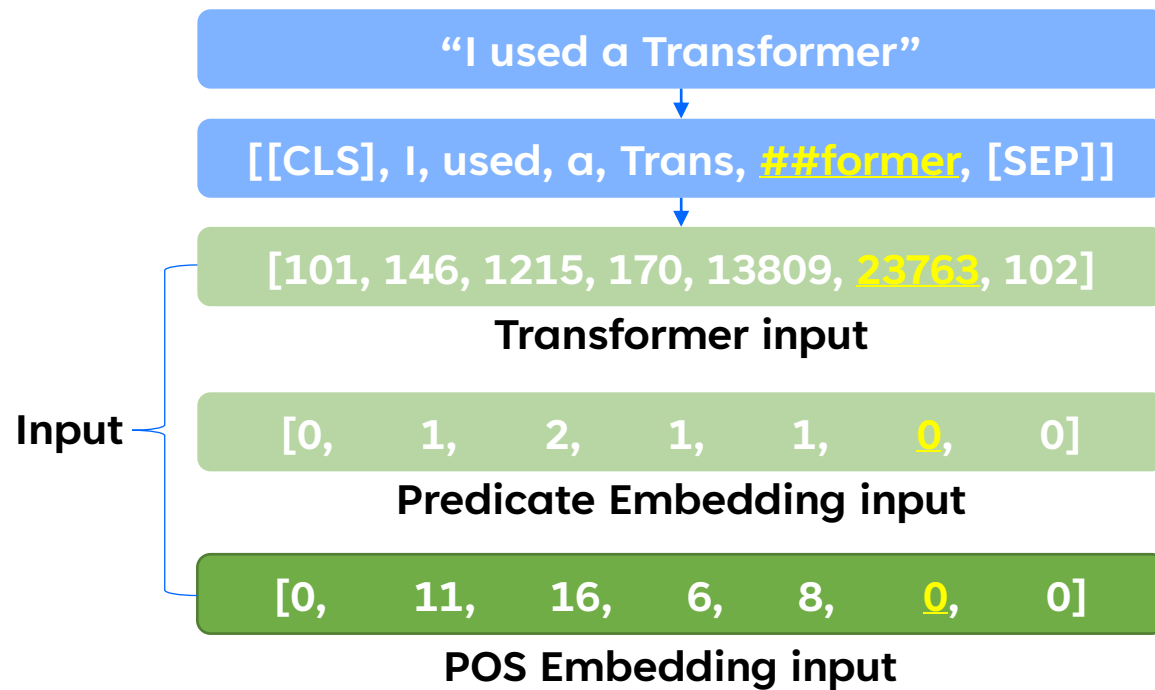 “I used a Transformer”
[[CLS], I, used, a, Trans, ##former, [SEP]]
[101, 146, 1215, 170, 13809, 23763, 102]
Transformer input
Input
[0, 1, 2, 1, 1, 0, 0]
Predicate Embedding input
[0, 11, 16, 6, 8, 0, 0]
POS Embedding input